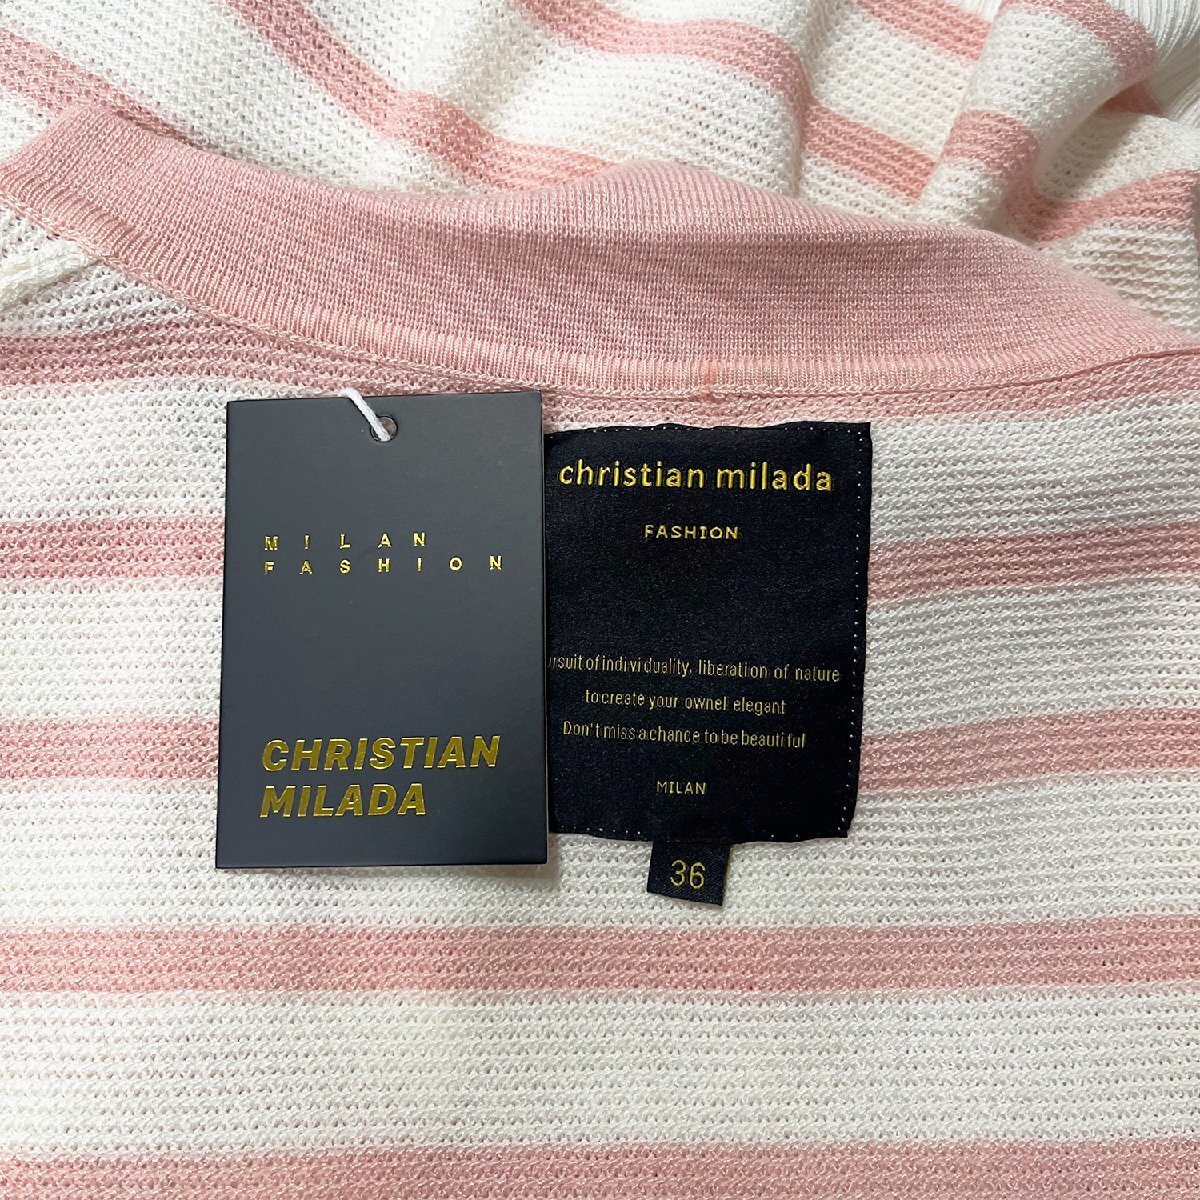 MILAN
FASHION
CHRISTIAN
MILADA
christian milada
FASHION
ursuit of individuality, liberation of nature
to create your ownel elegant
Don't miss a chance to be beautiful
MILAN
36